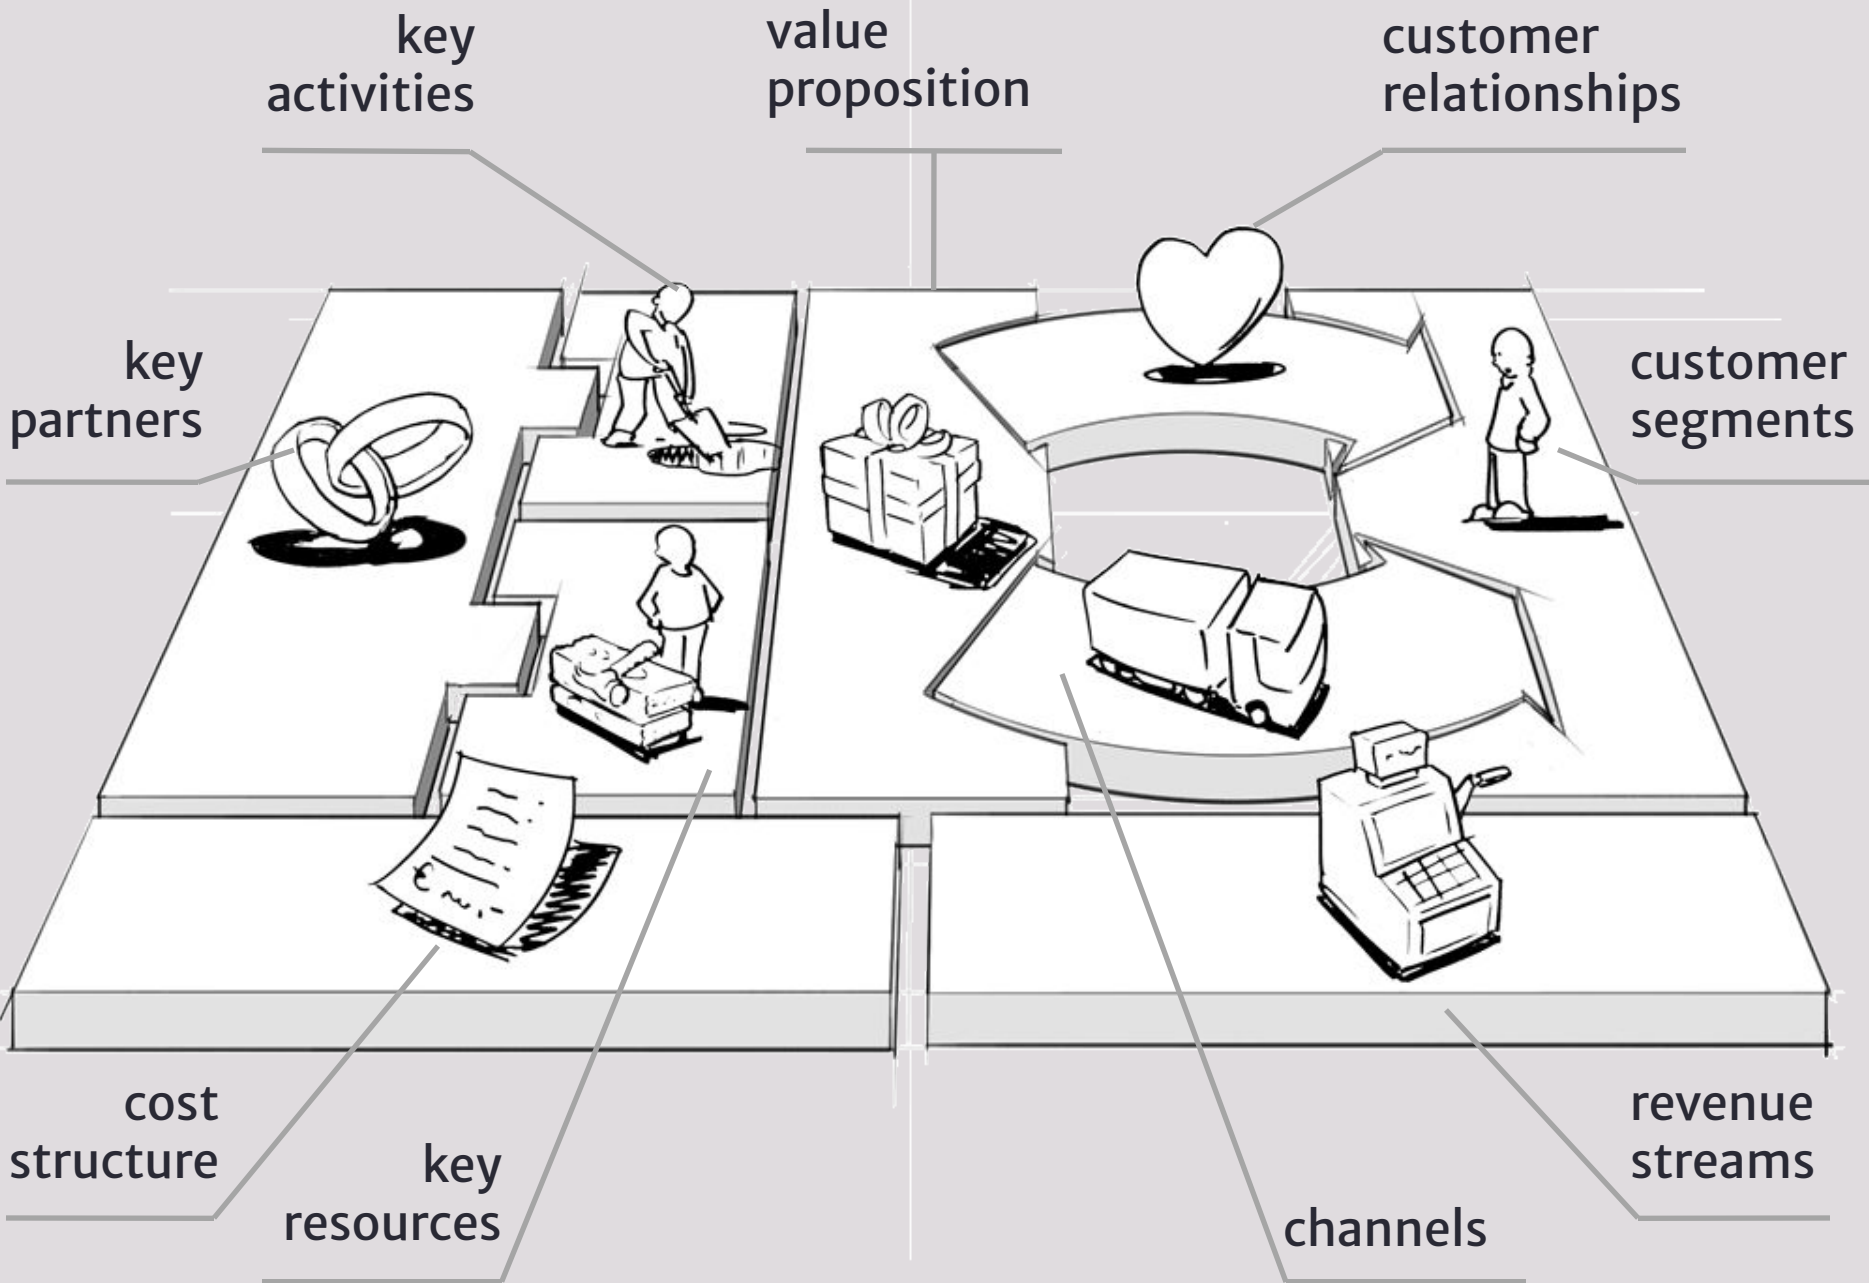 key
activities
value
proposition
customer
relationships
key
partners
customer
segments
cost
structure
key
resources
channels
revenue
streams
€